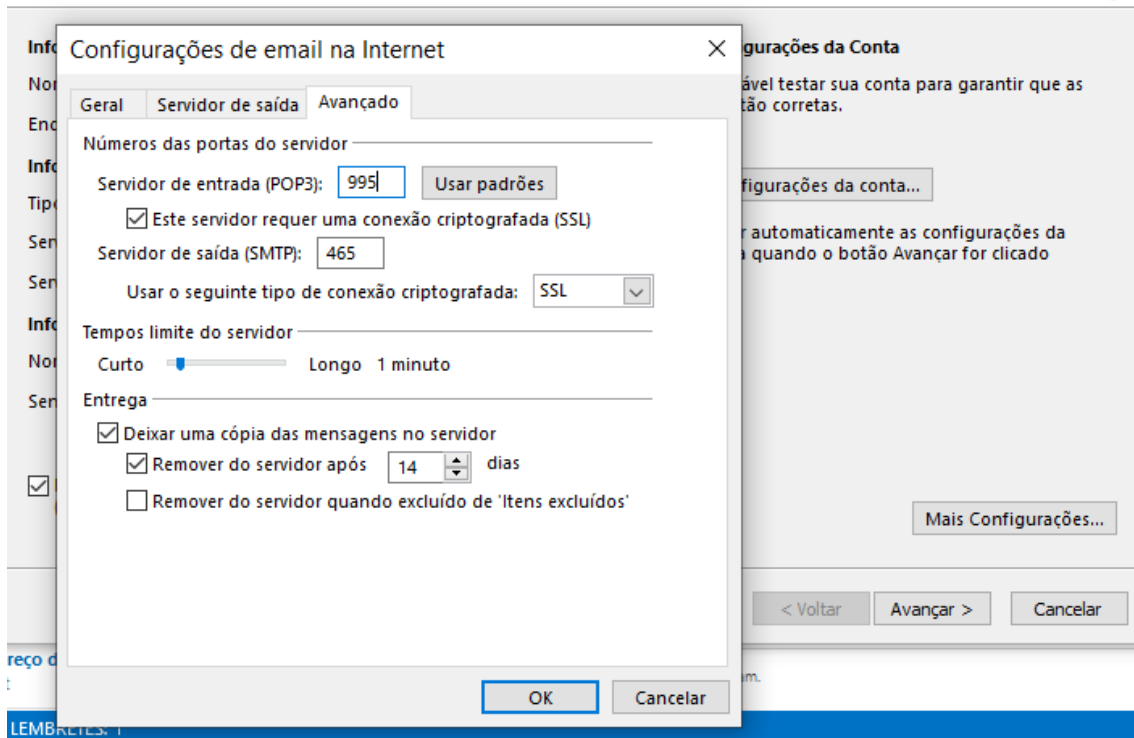 Configurações de email na Internet
Geral Servidor de saída Avançado
Números das portas do servidor
Servidor de entrada (POP3): 995 Usar padrões
Este servidor requer uma conexão criptografada (SSL)
Servidor de saída (SMTP): 465
Usar o seguinte tipo de conexão criptografada: SSL
Tempos limite do servidor
Curto Longo 1 minuto
Entrega
Deixar uma cópia das mensagens no servidor
Remover do servidor após 14 dias
Remover do servidor quando excluído de 'Itens excluídos'
OK Cancelar
Info
Nor
Info
Tipo
Ser
Ser
Info
Nor
Sen
gurações da Conta
ável testar sua conta para garantir que as
tão corretas.
figurações da conta...
r automaticamente as configurações da
a quando o botão Avançar for clicado
Mais Configurações...
< Voltar Avançar > Cancelar
reço d
t
am.
LEMBRETES: 1